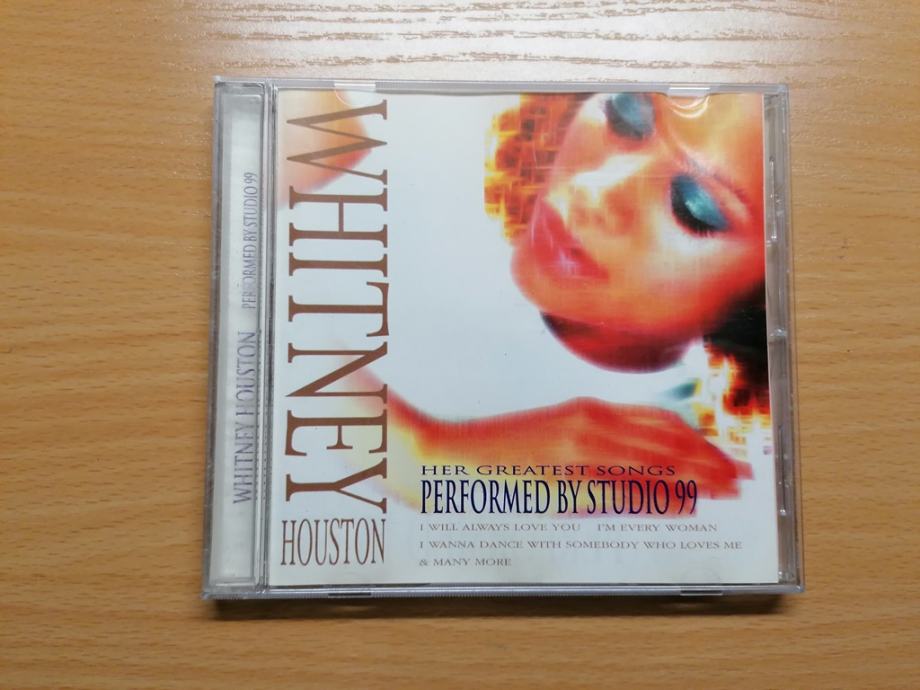 WHITNEY HOUSTON PERFORMED BY STUDIO 99
WHITNEY
HOUSTON
HER GREATEST SONGS
PERFORMED BY STUDIO 99
I WILL ALWAYS LOVE YOU I'M EVERY WOMAN
I WANNA DANCE WITH SOMEBODY WHO LOVES ME
& MANY MORE